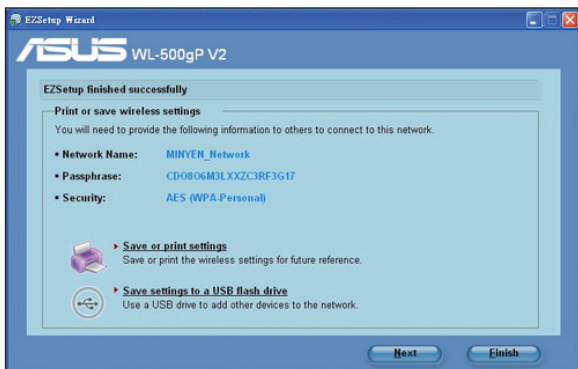 EZSetup Wizard
ASUS WL-500gP V2
EZSetup finished successfully
Print or save wireless settings
You will need to provide the following information to others to connect to this network.
• Network Name: MINYEN_Network
• Passphrase: CDO8O6M3LXXZC3RF3G17
• Security: AES (WPA-Personal)
Save or print settings
Save or print the wireless settings for future reference.
Save settings to a USB flash drive
Use a USB drive to add other devices to the network.
Next Finish